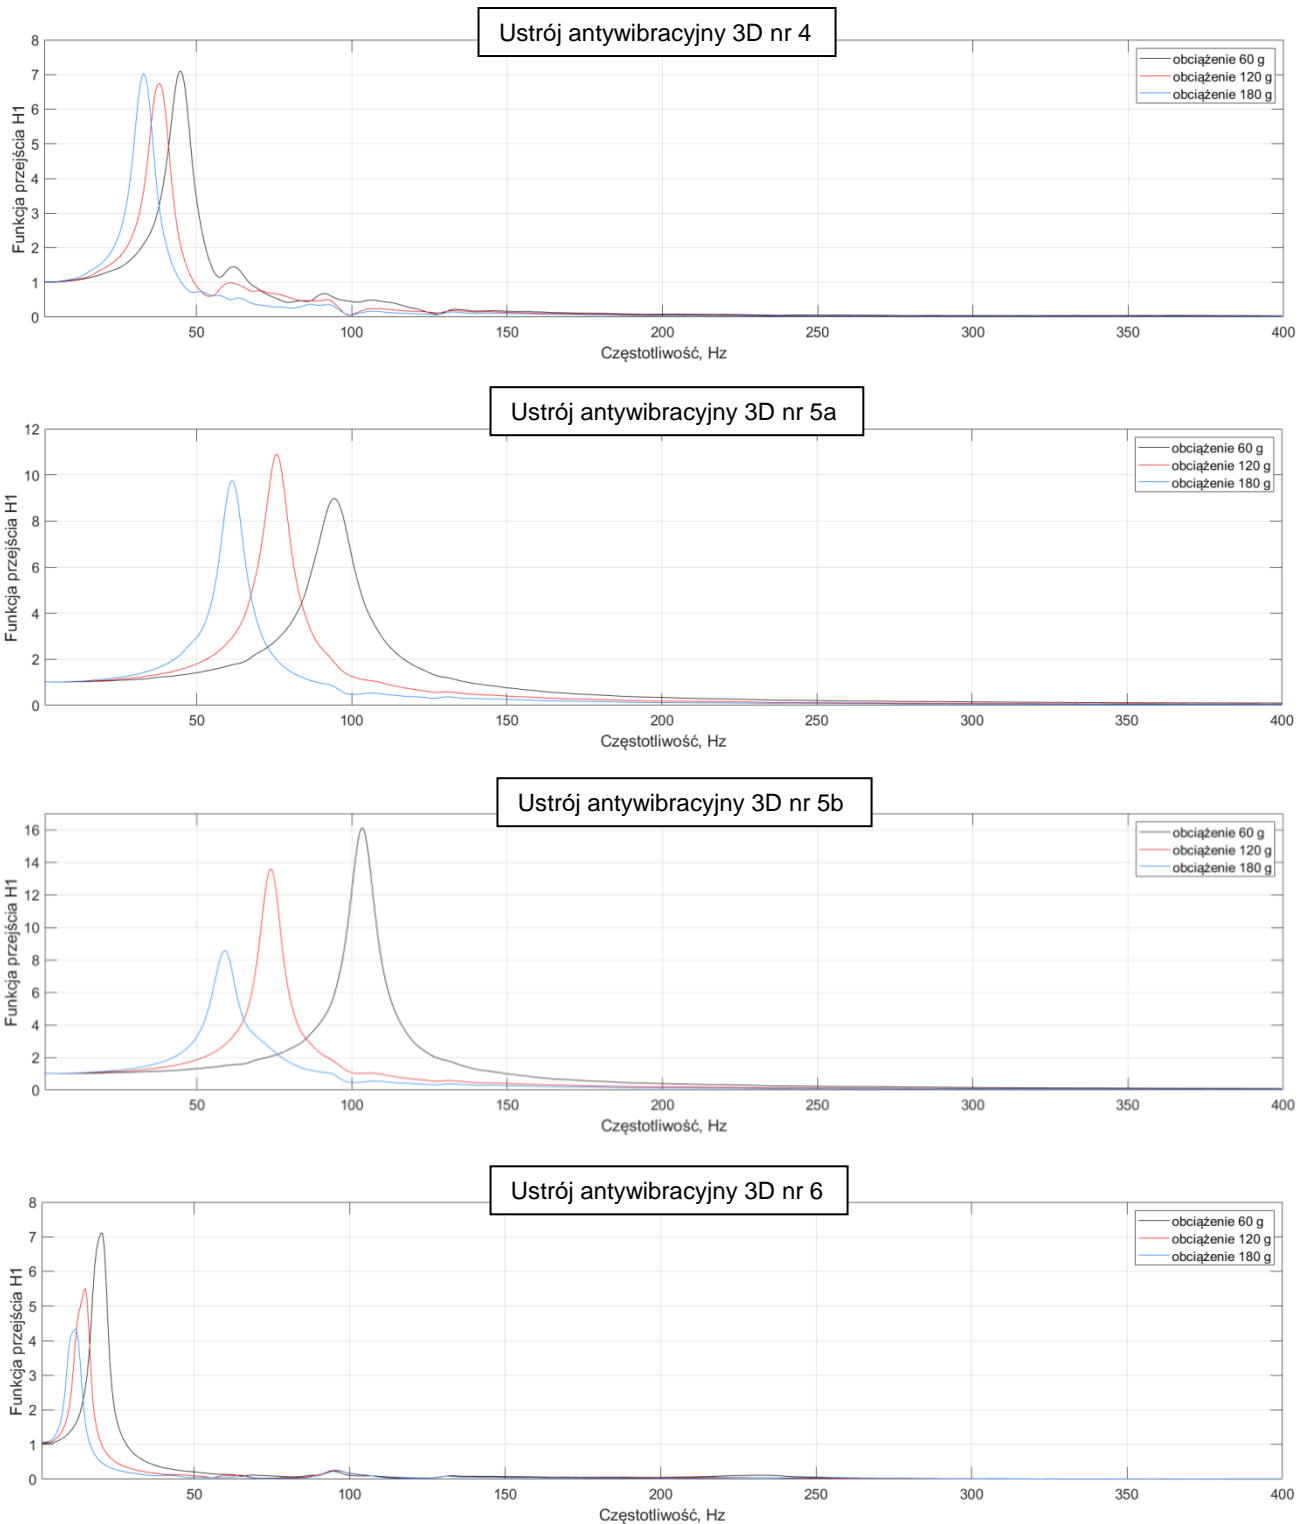 Ustrój antywibracyjny 3D nr 4
8
7
6
5
4
3
2
1
0
Funkcja przejścia H1
obciążenie 60 g
obciążenie 120 g
obciążenie 180 g
50 100 150 200 250 300 350 400
Częstotliwość, Hz
Ustrój antywibracyjny 3D nr 5a
12
10
8
6
4
2
0
Funkcja przejścia H1
obciążenie 60 g
obciążenie 120 g
obciążenie 180 g
50 100 150 200 250 300 350 400
Częstotliwość, Hz
Ustrój antywibracyjny 3D nr 5b
16
14
12
10
8
6
4
2
0
Funkcja przejścia H1
obciążenie 60 g
obciążenie 120 g
obciążenie 180 g
50 100 150 200 250 300 350 400
Częstotliwość, Hz
Ustrój antywibracyjny 3D nr 6
8
7
6
5
4
3
2
1
0
Funkcja przejścia H1
obciążenie 60 g
obciążenie 120 g
obciążenie 180 g
50 100 150 200 250 300 350 400
Częstotliwość, Hz